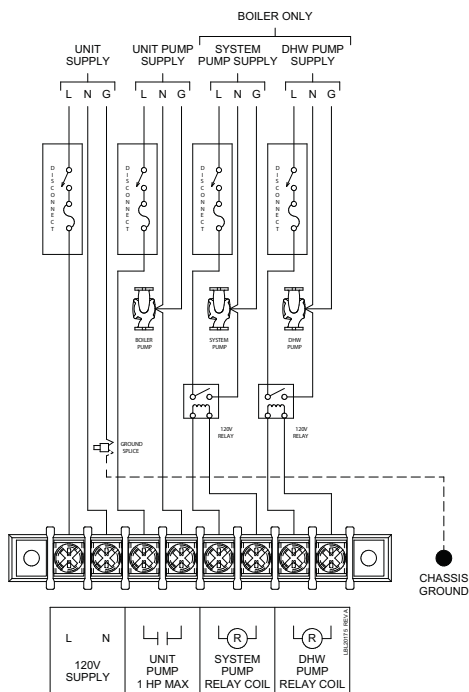 BOILER ONLY
UNIT
SUPPLY
UNIT PUMP
SUPPLY
SYSTEM
PUMP SUPPLY
DHW PUMP
SUPPLY
L N G
L N G
L N G
L N G
DISCONNECT
DISCONNECT
DISCONNECT
DISCONNECT
BOILER
PUMP
SYSTEM
PUMP
DHW
PUMP
120V
RELAY
120V
RELAY
GROUND
SPLICE
CHASSIS
GROUND
L N
120V
SUPPLY
UNIT
PUMP
1 HP MAX
R
SYSTEM
PUMP
RELAY COIL
R
DHW
PUMP
RELAY COIL
LBL20175 REV A